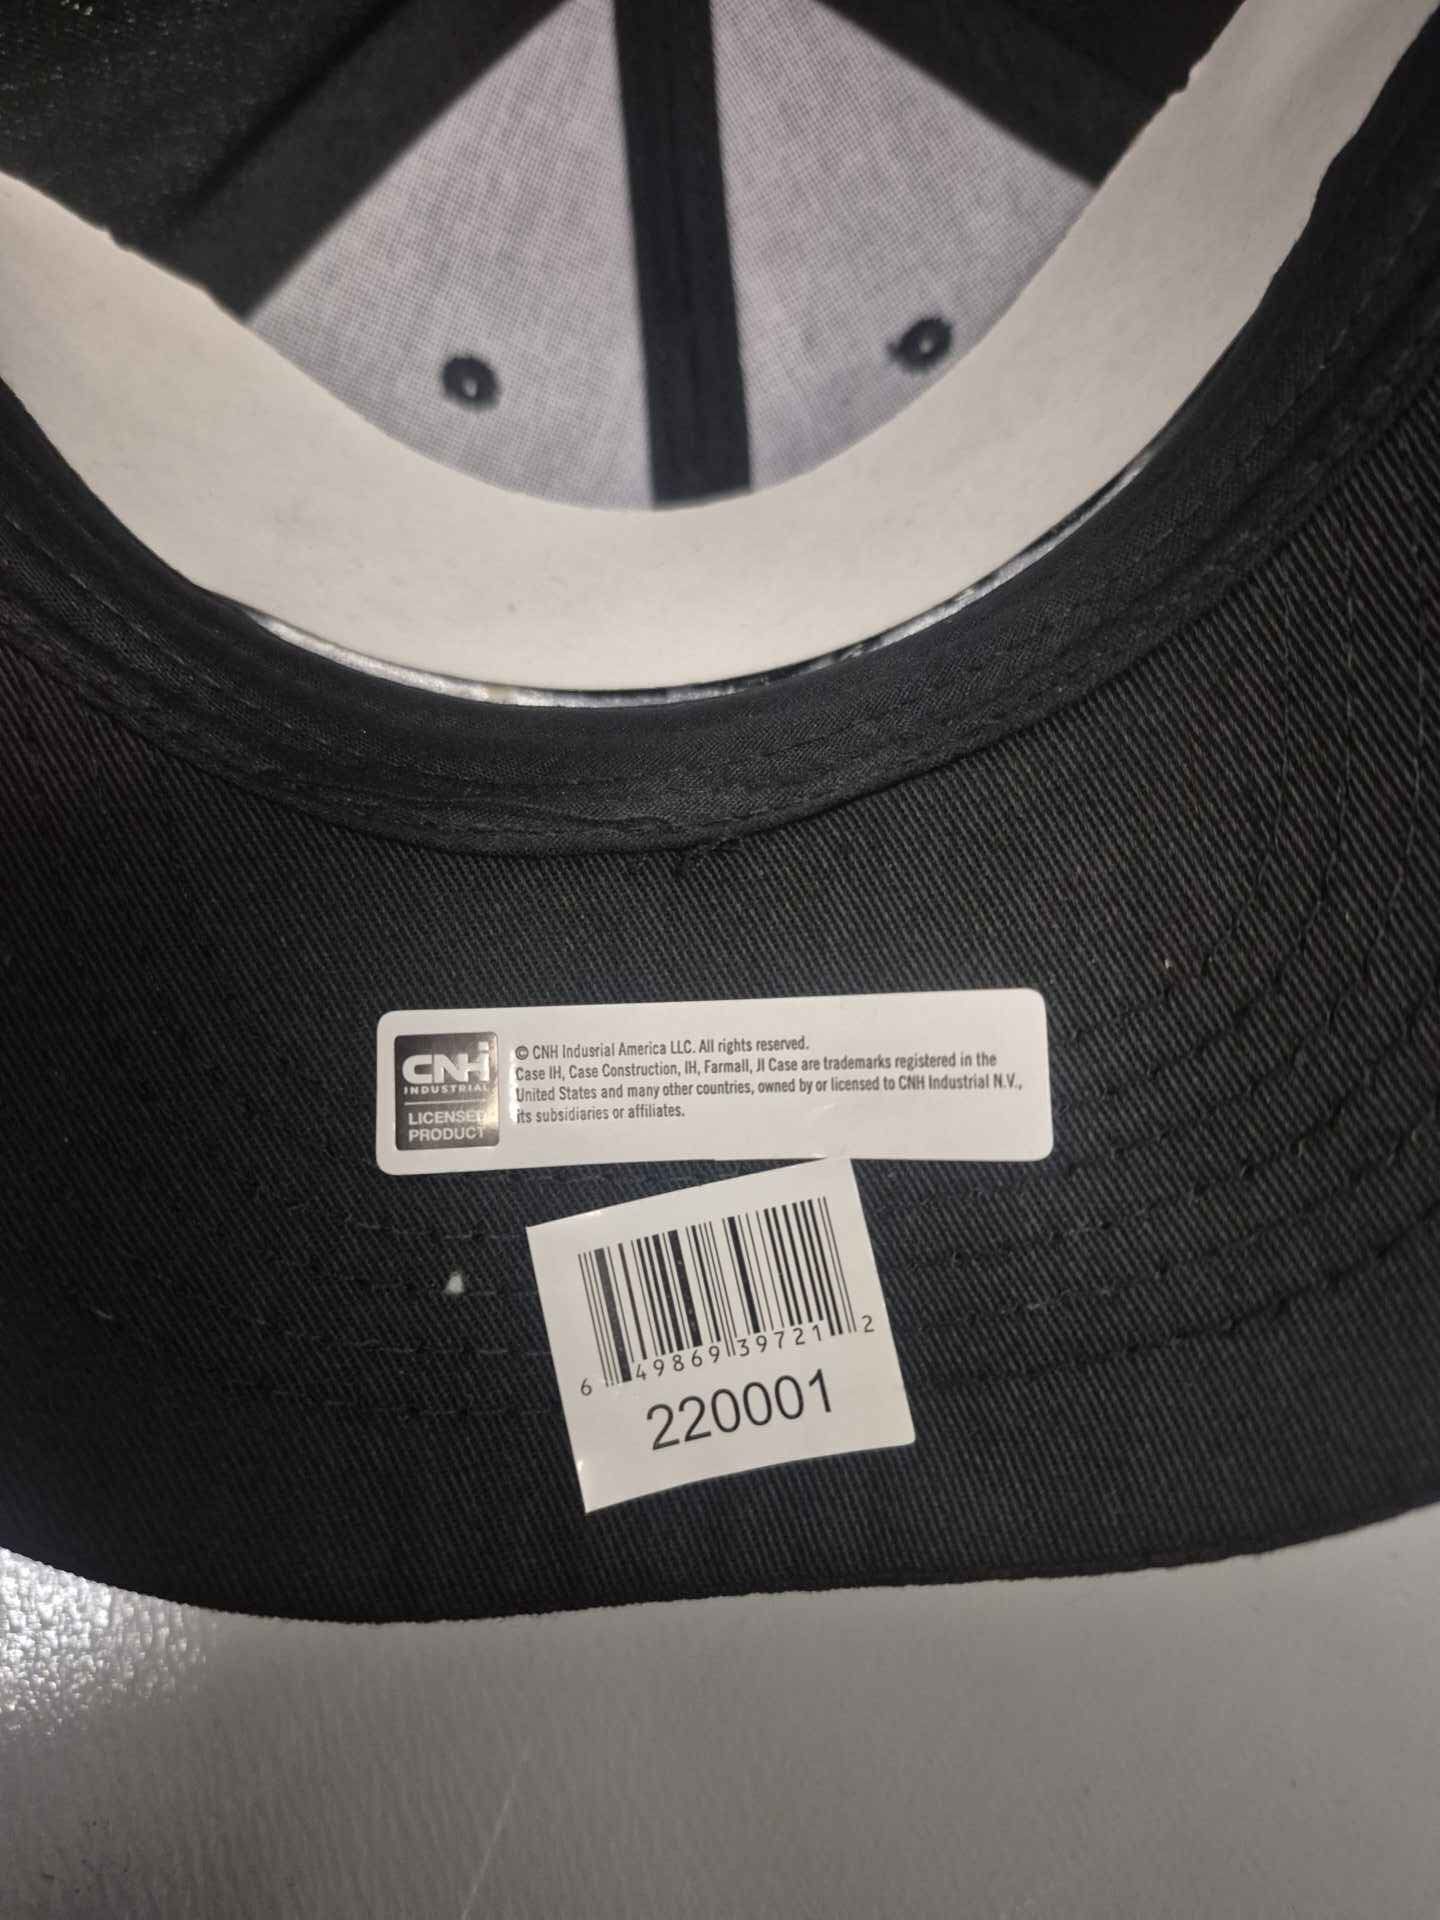 CNH
INDUSTRIAL
LICENSED
PRODUCT
© CNH Indusrial America LLC. All rights reserved.
Case IH, Case Construction, IH, Farmall, JI Case are trademarks registered in the
United States and many other countries, owned by or licensed to CNH Industrial N.V.,
its subsidiaries or affiliates.
6 49869 39721 2
220001